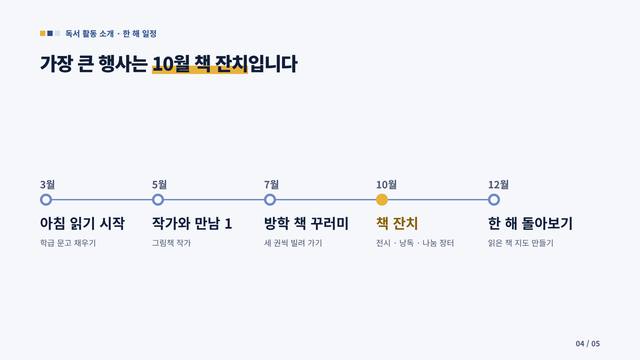 독서 활동 소개 · 한 해 일정
가장 큰 행사는 10월 책 잔치입니다
3월
아침 읽기 시작
학급 문고 채우기
5월
작가와 만남 1
그림책 작가
7월
방학 책 꾸러미
세 권씩 빌려 가기
10월
책 잔치
전시 · 낭독 · 나눔 장터
12월
한 해 돌아보기
읽은 책 지도 만들기
04 / 05